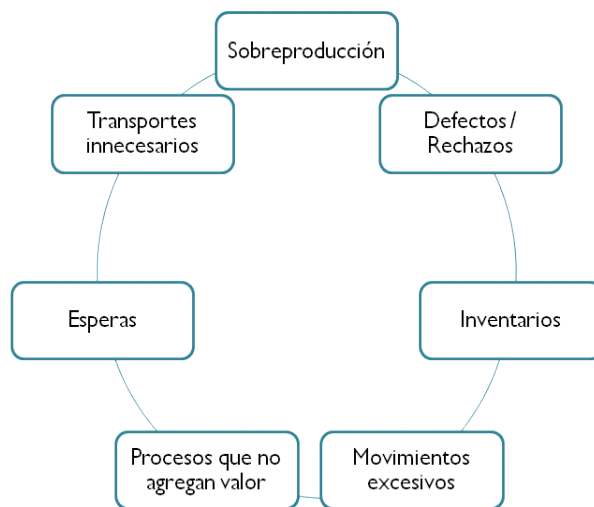 Sobreproducción
Defectos /
Rechazos
Inventarios
Movimientos
excesivos
Procesos que no
agregan valor
Esperas
Transportes
innecesarios